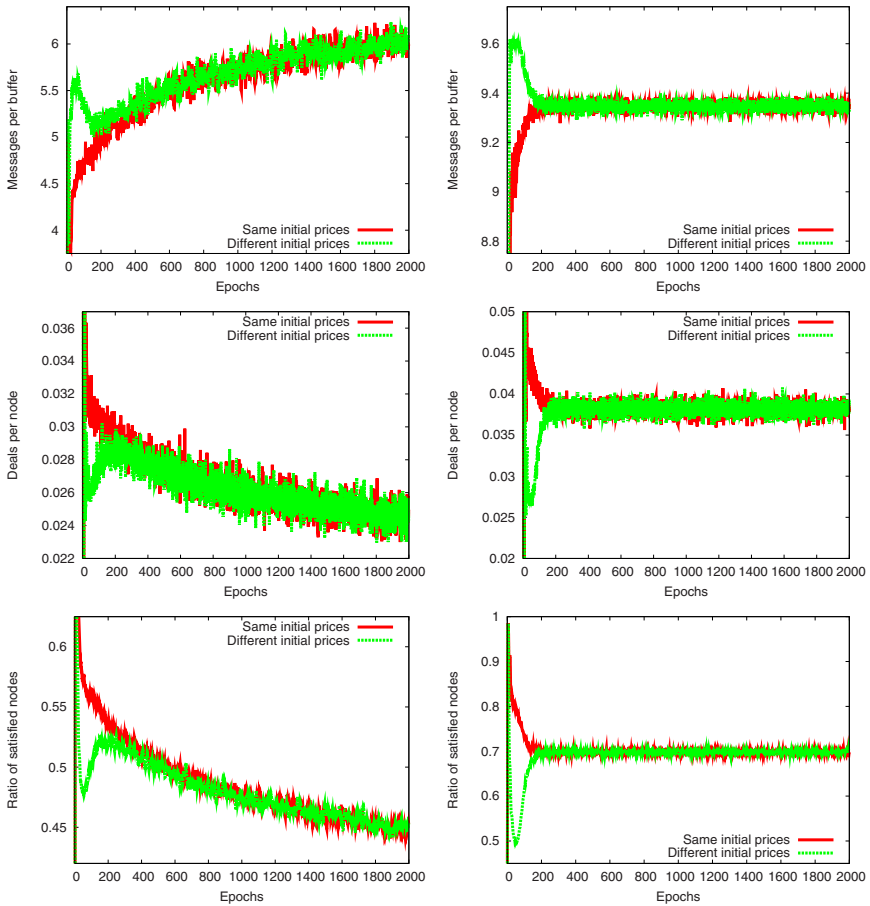 Messages per buffer
6
5.5
5
4.5
4
Same initial prices
Different initial prices
0 200 400 600 800 1000 1200 1400 1600 1800 2000
Epochs
Messages per buffer
9.6
9.4
9.2
9
8.8
Same initial prices
Different initial prices
0 200 400 600 800 1000 1200 1400 1600 1800 2000
Epochs
Deals per node
0.036
0.034
0.032
0.03
0.028
0.026
0.024
0.022
Same initial prices
Different initial prices
0 200 400 600 800 1000 1200 1400 1600 1800 2000
Epochs
Deals per node
0.05
0.045
0.04
0.035
0.03
0.025
0.02
Same initial prices
Different initial prices
0 200 400 600 800 1000 1200 1400 1600 1800 2000
Epochs
Ratio of satisfied nodes
0.6
0.55
0.5
0.45
Same initial prices
Different initial prices
0 200 400 600 800 1000 1200 1400 1600 1800 2000
Epochs
Ratio of satisfied nodes
1
0.9
0.8
0.7
0.6
0.5
Same initial prices
Different initial prices
0 200 400 600 800 1000 1200 1400 1600 1800 2000
Epochs